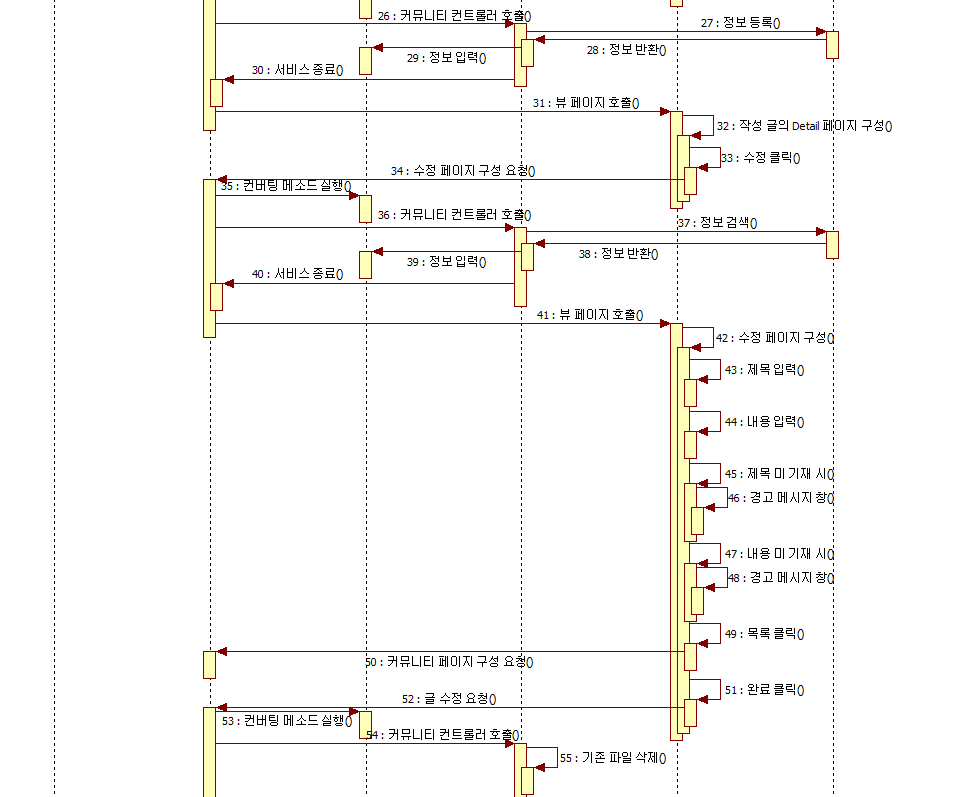 26 : 커뮤니티 컨트롤러 호출()
27 : 정보 등록()
28 : 정보 반환()
29 : 정보 입력()
30 : 서비스 종료()
31 : 뷰 페이지 호출()
32 : 작성 글의 Detail 페이지 구성()
33 : 수정 클릭()
34 : 수정 페이지 구성 요청()
35 : 컨버팅 메소드 실행()
36 : 커뮤니티 컨트롤러 호출()
37 : 정보 검색()
38 : 정보 반환()
39 : 정보 입력()
40 : 서비스 종료()
41 : 뷰 페이지 호출()
42 : 수정 페이지 구성()
43 : 제목 입력()
44 : 내용 입력()
45 : 제목 미 기재 시()
46 : 경고 메시지 창()
47 : 내용 미 기재 시()
48 : 경고 메시지 창()
49 : 목록 클릭()
50 : 커뮤니티 페이지 구성 요청()
51 : 완료 클릭()
52 : 글 수정 요청()
53 : 컨버팅 메소드 실행()
54 : 커뮤니티 컨트롤러 호출()
55 : 기존 파일 삭제()